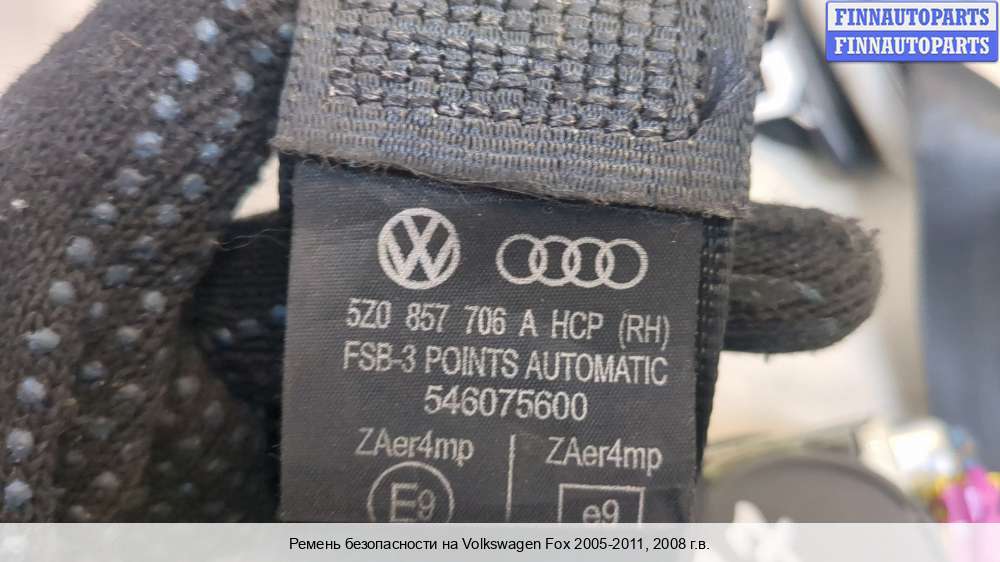 FINNAUTOPARTS
FINNAUTOPARTS
5Z0 857 706 A HCP (RH)
FSB-3 POINTS AUTOMATIC
546075600
ZAer4mp ZAer4mp
E9 e9
Ремень безопасности на Volkswagen Fox 2005-2011, 2008 г.в.